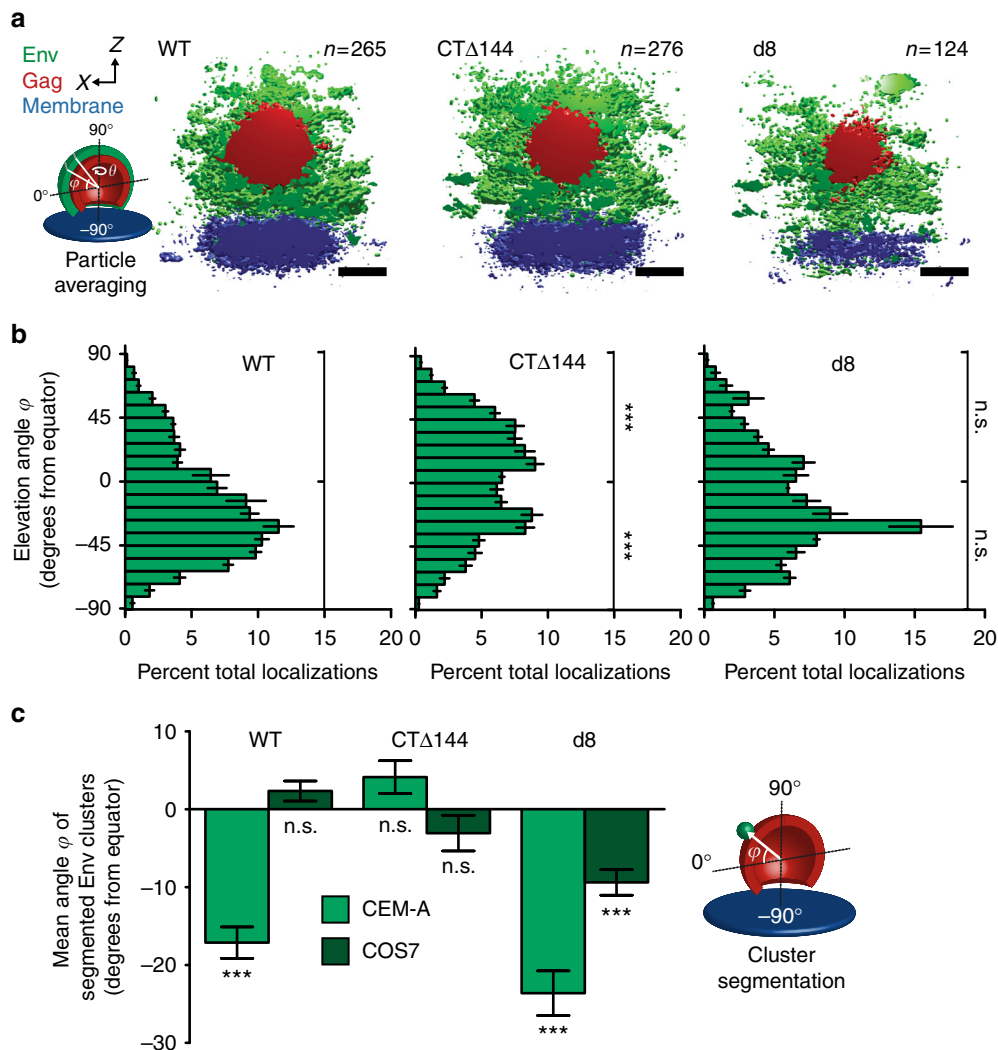 a
Env
Gag
Membrane
Z
X
90°
0°
φ
θ
−90°
Particle
averaging
WT
n=265
CTΔ144
n=276
d8
n=124
b
Elevation angle φ
(degrees from equator)
90
45
0
−45
−90
WT
CTΔ144
***
***
d8
n.s.
n.s.
0 5 10 15 20
0 5 10 15 20
0 5 10 15 20
Percent total localizations
Percent total localizations
Percent total localizations
c
Mean angle φ of
segmented Env clusters
(degrees from equator)
10
0
−10
−20
−30
WT
CTΔ144
d8
n.s.
n.s.
n.s.
***
***
***
CEM-A
COS7
90°
0°
φ
−90°
Cluster
segmentation